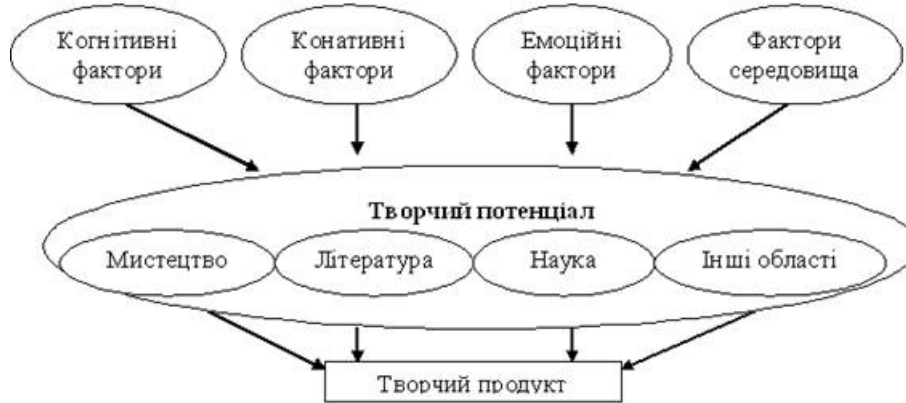 Когнітивні
фактори
Конативні
фактори
Емоційні
фактори
Фактори
середовища
Творчий потенціал
Мистецтво
Література
Наука
Інші області
Творчий продукт